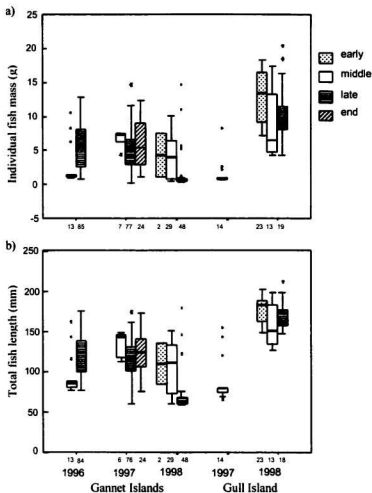 a)
25
20
15
10
5
0
-5
Individual fish mass (g)
early
middle
late
end
13 85 7 77 24 2 29 48 14 23 13 19
b)
250
200
150
100
50
0
Total fish length (mm)
13 84 6 76 24 2 29 48 14 23 13 18
1996 1997 1998 1997 1998
Gannet Islands Gull Island